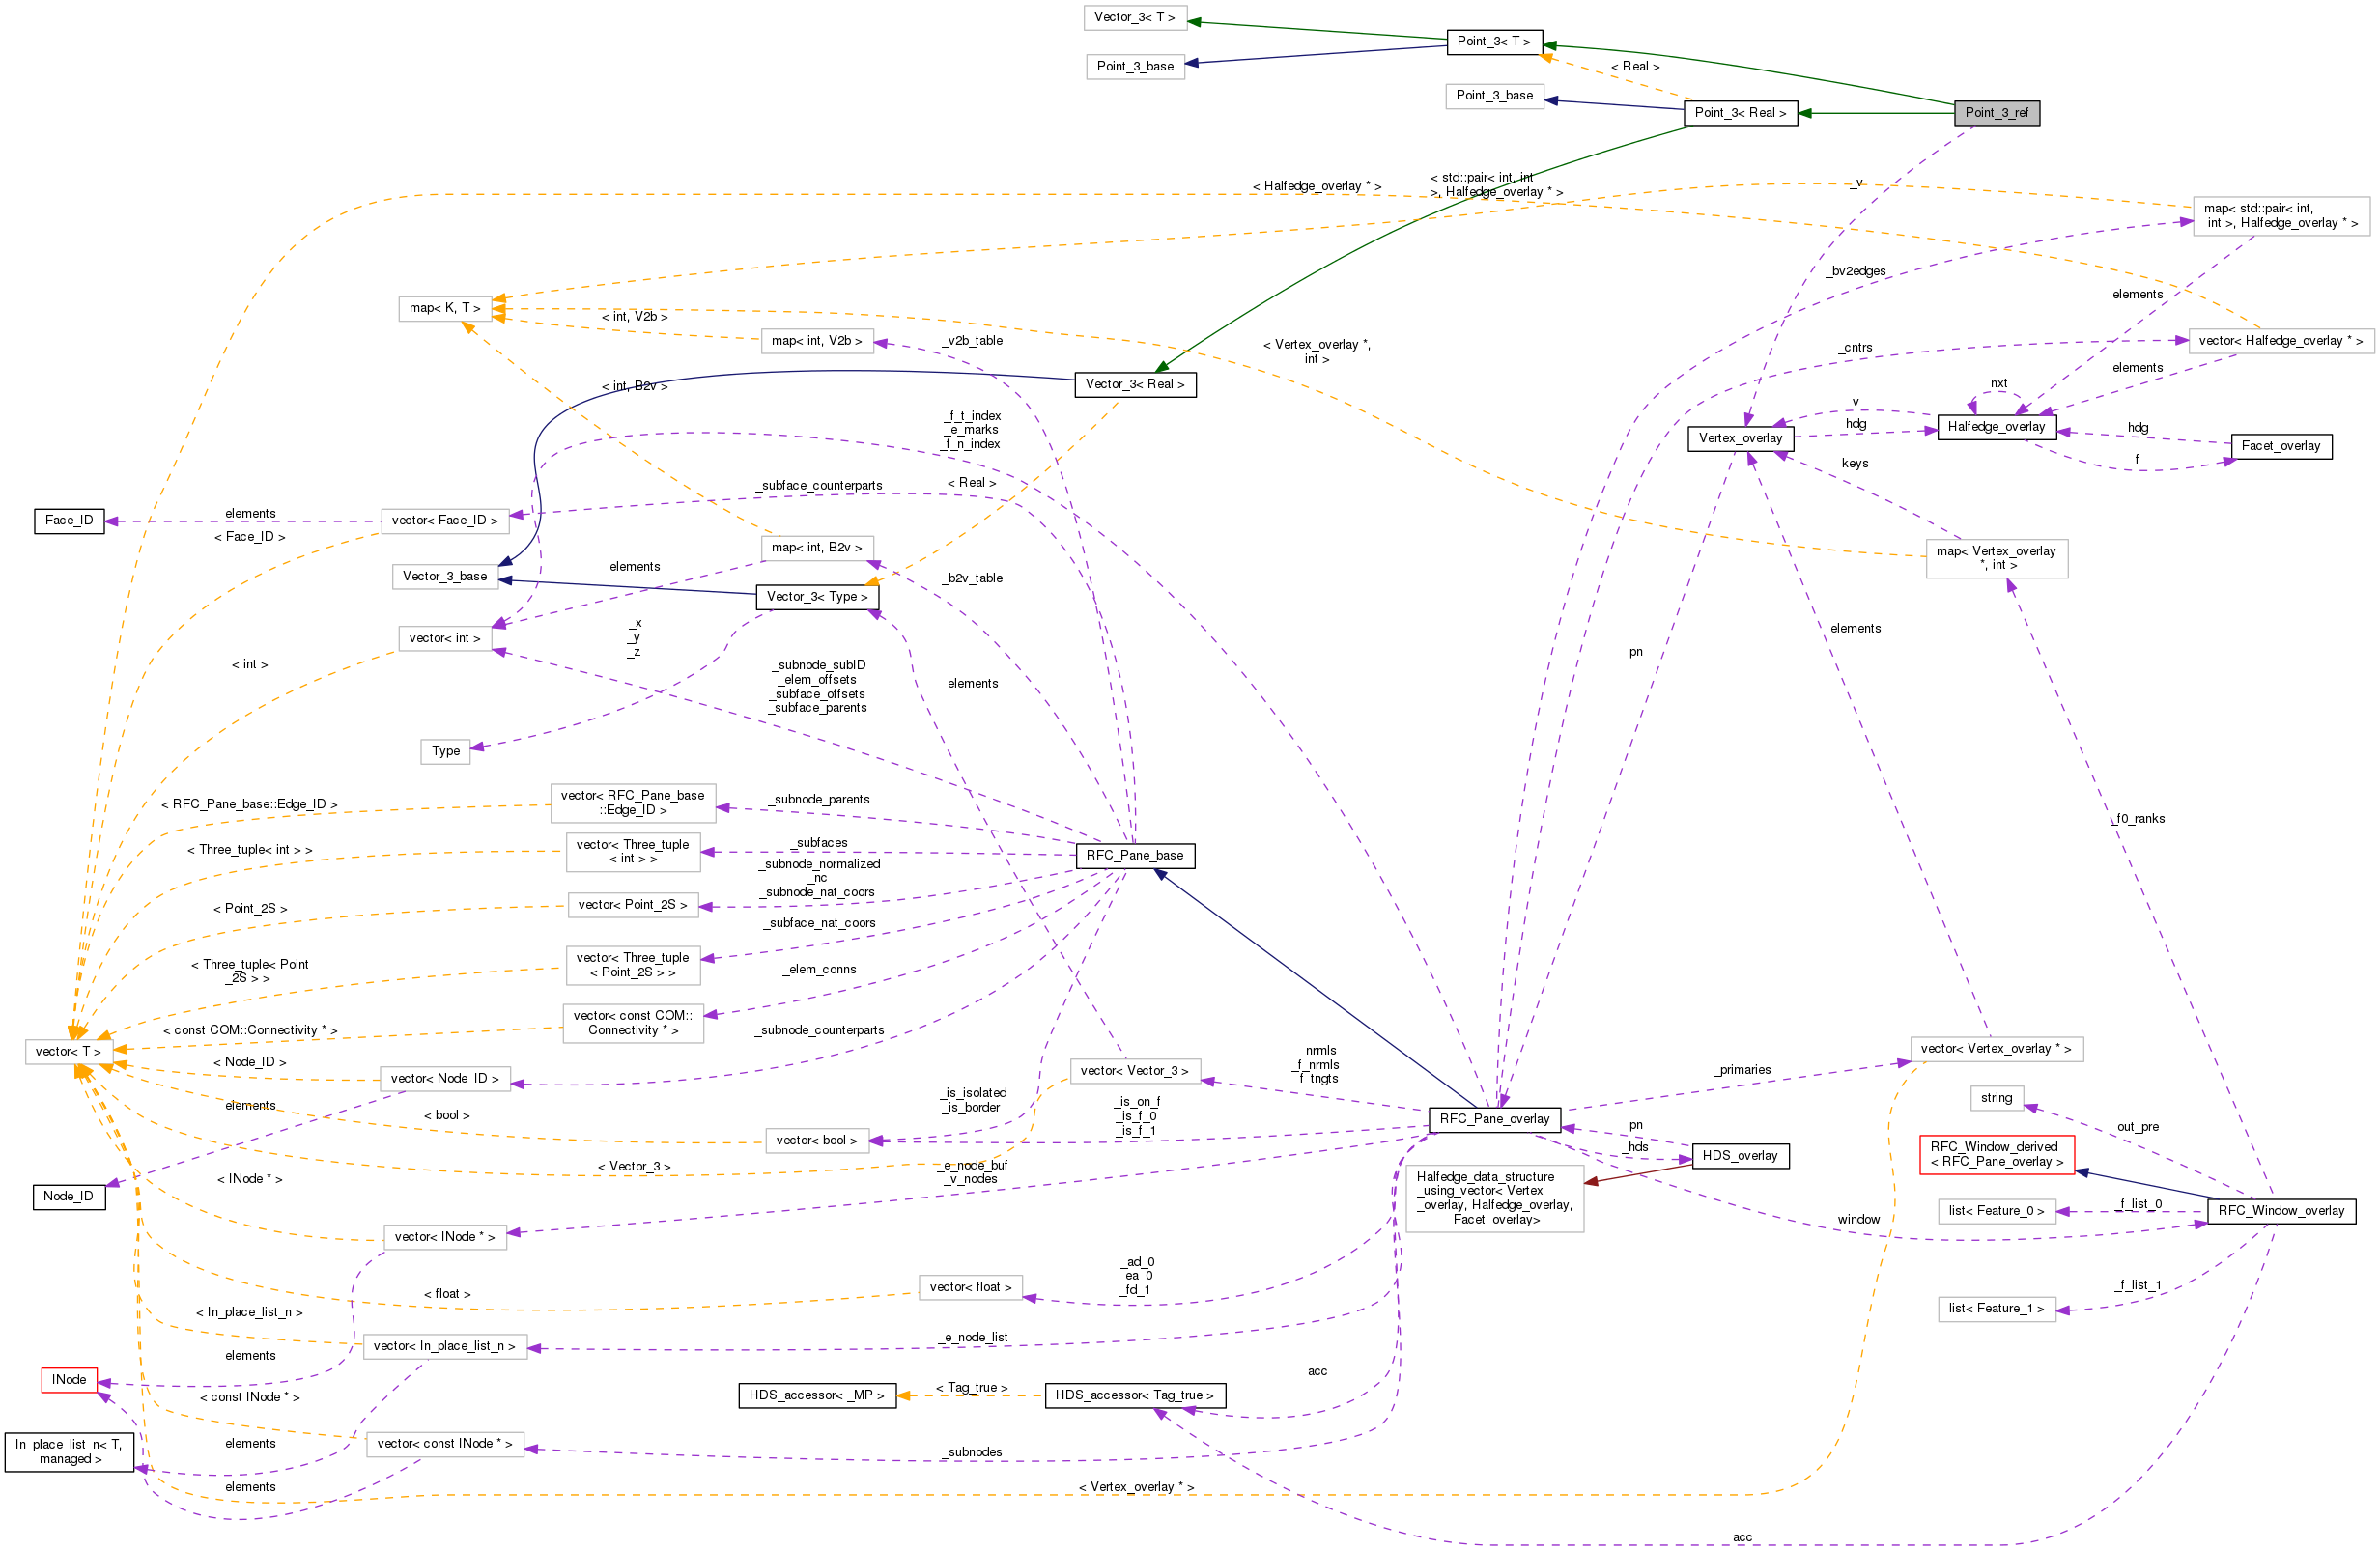 Vector_3< T >
Point_3< T >
Point_3_base
< Real >
Point_3_base
Point_3< Real >
Point_3_ref
_v
< Halfedge_overlay * >
< std::pair< int, int
>, Halfedge_overlay * >
map< std::pair< int,
int >, Halfedge_overlay * >
_bv2edges
elements
map< K, T >
< int, V2b >
map< int, V2b >
_v2b_table
< Vertex_overlay *,
int >
_cntrs
vector< Halfedge_overlay * >
elements
nxt
< int, B2v >
Vector_3< Real >
v
hdg
hdg
f
Vertex_overlay
Halfedge_overlay
Facet_overlay
_f_t_index
_e_marks
_f_n_index
keys
_subface_counterparts
< Real >
Face_ID
elements
vector< Face_ID >
< Face_ID >
map< int, B2v >
map< Vertex_overlay
*, int >
elements
Vector_3_base
Vector_3< Type >
_b2v_table
vector< int >
_x
_y
_z
elements
pn
< int >
_subnode_subID
_elem_offsets
_subface_offsets
_subface_parents
elements
Type
< RFC_Pane_base::Edge_ID >
vector< RFC_Pane_base
::Edge_ID >
_subnode_parents
_f0_ranks
< Three_tuple< int > >
vector< Three_tuple
< int > >
_subfaces
RFC_Pane_base
_subnode_normalized
_nc
_subnode_nat_coors
< Point_2S >
vector< Point_2S >
_subface_nat_coors
< Three_tuple< Point
_2S > >
vector< Three_tuple
< Point_2S > >
_elem_conns
< const COM::Connectivity * >
vector< const COM::
Connectivity * >
_subnode_counterparts
vector< T >
< Node_ID >
vector< Node_ID >
vector< Vector_3 >
_nrmls
_f_nrmls
_f_tngts
_primaries
vector< Vertex_overlay * >
elements
< bool >
_is_isolated
_is_border
_is_on_f
_is_f_0
_is_f_1
RFC_Pane_overlay
string
vector< bool >
pn
_hds
HDS_overlay
out_pre
RFC_Window_derived
< RFC_Pane_overlay >
< Vector_3 >
_e_node_buf
_v_nodes
< INode * >
Node_ID
Halfedge_data_structure
_using_vector< Vertex
_overlay, Halfedge_overlay,
Facet_overlay>
_window
list< Feature_0 >
_f_list_0
RFC_Window_overlay
vector< INode * >
_ad_0
_ea_0
_fd_1
vector< float >
< float >
_f_list_1
list< Feature_1 >
< In_place_list_n >
vector< In_place_list_n >
_e_node_list
elements
INode
acc
< const INode * >
HDS_accessor< _MP >
< Tag_true >
HDS_accessor< Tag_true >
In_place_list_n< T,
managed >
elements
vector< const INode * >
_subnodes
elements
< Vertex_overlay * >
acc